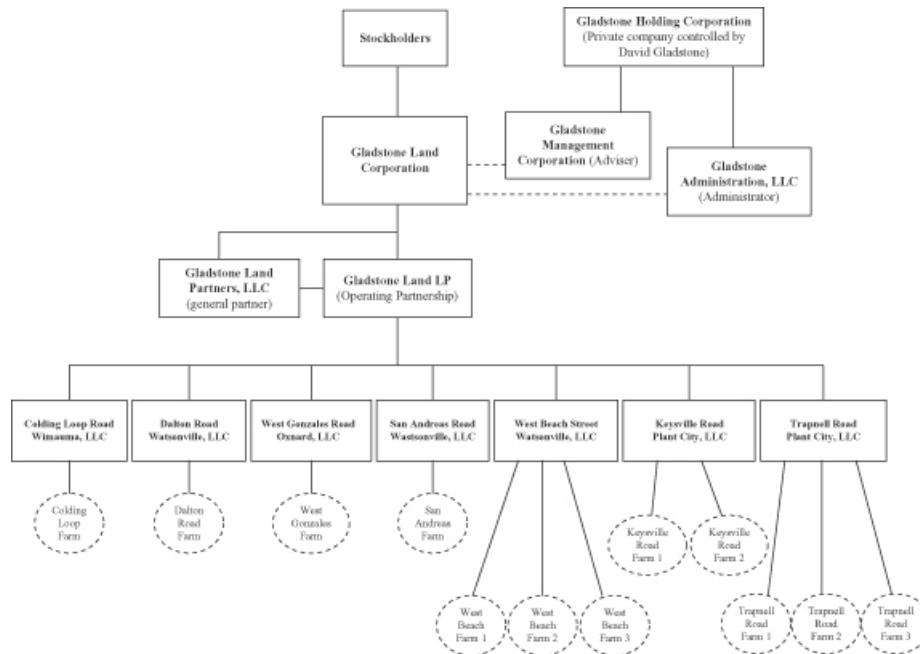 Stockholders
Gladstone Holding Corporation
(Private company controlled by
David Gladstone)
Gladstone Land
Corporation
Gladstone
Management
Corporation (Adviser)
Gladstone
Administration, LLC
(Administrator)
Gladstone Land
Partners, LLC
(general partner)
Gladstone Land LP
(Operating Partnership)
Colding Loop Road
Wimauma, LLC
Dalton Road
Watsonville, LLC
West Gonzales Road
Oxnard, LLC
San Andreas Road
Wastsonville, LLC
West Beach Street
Watsonville, LLC
Keysville Road
Plant City, LLC
Trapnell Road
Plant City, LLC
Colding
Loop
Farm
Dalton
Road
Farm
West
Gonzales
Farm
San
Andreas
Farm
Keysville
Road
Farm 1
Keysville
Road
Farm 2
West
Beach
Farm 1
West
Beach
Farm 2
West
Beach
Farm 3
Trapnell
Road
Farm 1
Trapnell
Road
Farm 2
Trapnell
Road
Farm 3